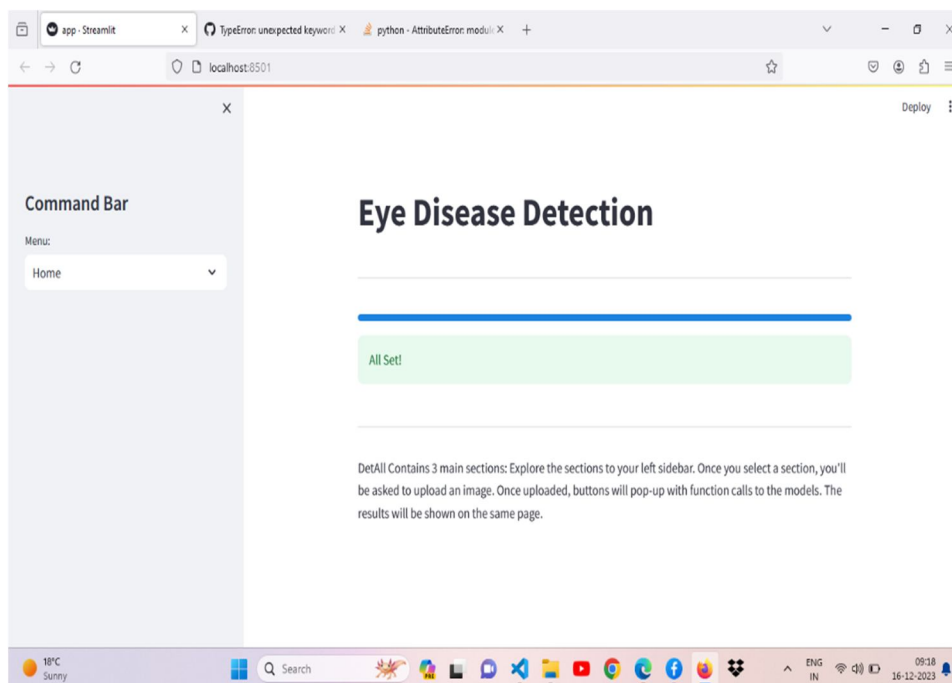 app · Streamlit
TypeError: unexpected keyword
python - AttributeError: module
localhost:8501
Deploy
Command Bar
Menu:
Home
Eye Disease Detection
All Set!
DetAll Contains 3 main sections: Explore the sections to your left sidebar. Once you select a section, you'll
be asked to upload an image. Once uploaded, buttons will pop-up with function calls to the models. The
results will be shown on the same page.
18°C
Sunny
Search
PRE
ENG
IN
09:18
16-12-2023